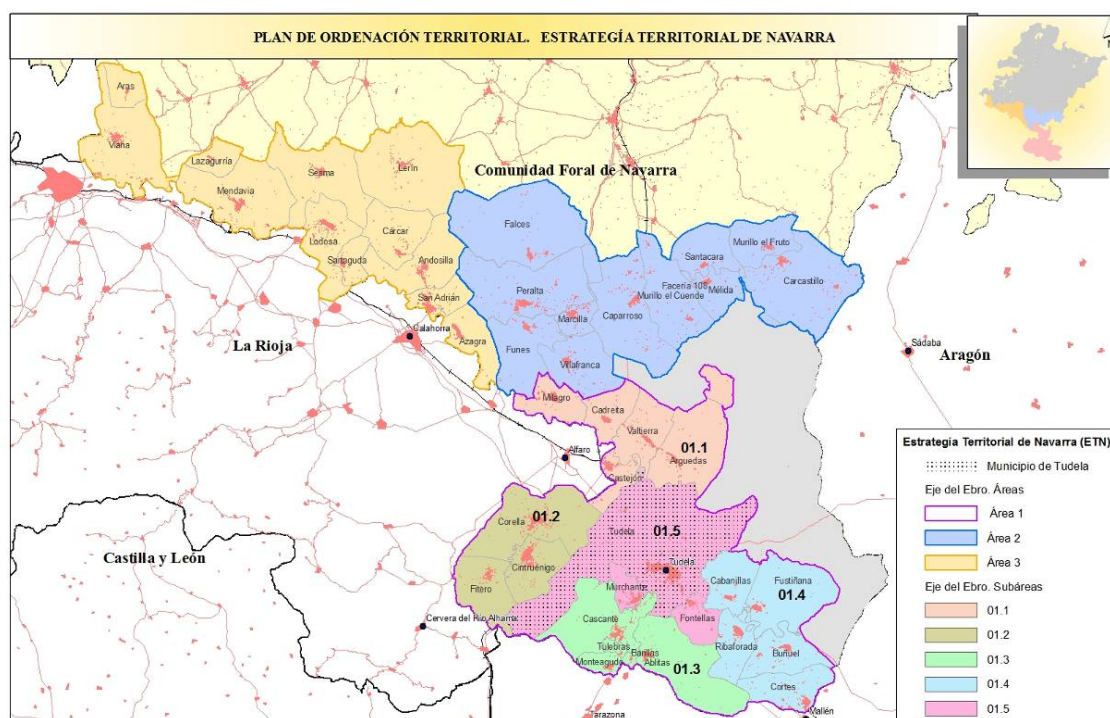 PLAN DE ORDENACIÓN TERRITORIAL. ESTRATEGÍA TERRITORIAL DE NAVARRA
N
Aras
Viana
Lazagurría
Mendavia
Sesma
Lerín
Comunidad Foral de Navarra
Lodosa
Cárcar
Sartaguda
Andosilla
San Adrián
Azagra
Calahorra
La Rioja
Falces
Peralta
Marcilla
Funes
Villafranca
Caparroso
Murillo el Cuende
Santacara
Facería 108
Mélida
Murillo el Fruto
Carcastillo
Sádaba
Aragón
Milagro
Cadreita
Valtierra
01.1
Arguedas
Castejón
Alfaro
01.2
Corella
Cintruénigo
Fitero
Castilla y León
Cervera del Río Alhama
Tudela
01.5
Tudela
Murchante
Fontellas
Cascante
Tulebras
Monteagudo
Barillas
Ablitas
01.3
Tarazona
Cabanillas
Fustiñana
01.4
Ribaforada
Buñuel
Cortes
Mallén
Estrategia Territorial de Navarra (ETN)
Municipio de Tudela
Eje del Ebro. Áreas
Área 1
Área 2
Área 3
Eje del Ebro. Subáreas
01.1
01.2
01.3
01.4
01.5